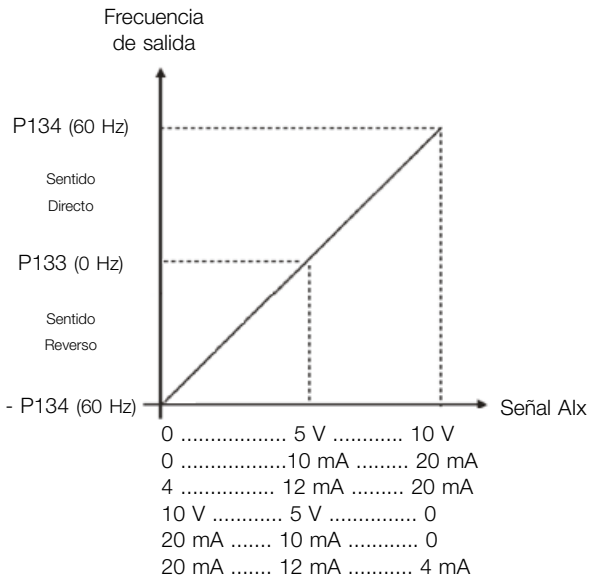 Frecuencia
de salida
P134 (60 Hz)
Sentido
Directo
P133 (0 Hz)
Sentido
Reverso
- P134 (60 Hz)
Señal AIx
0 .................. 5 V ............ 10 V
0 ..................10 mA ......... 20 mA
4 ................ 12 mA ......... 20 mA
10 V ............ 5 V ............... 0
20 mA ....... 10 mA ............ 0
20 mA ....... 12 mA ........... 4 mA